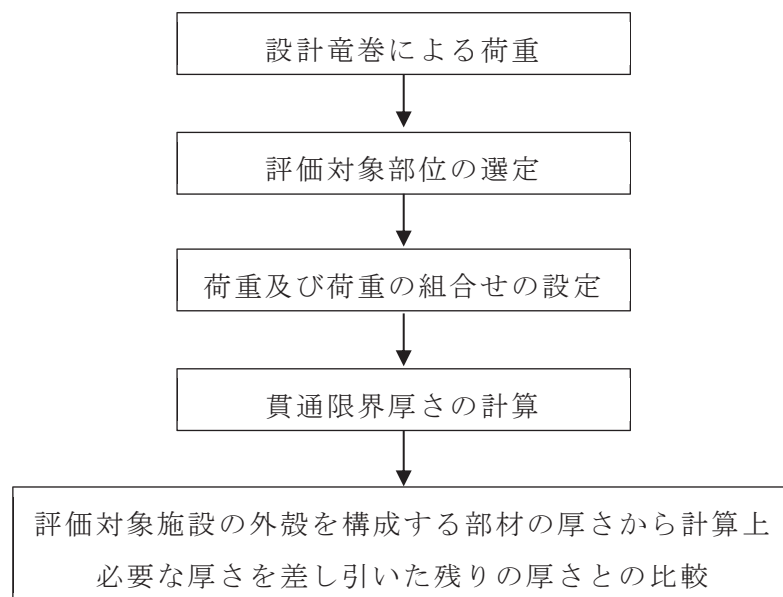 設計竜巻による荷重
評価対象部位の選定
荷重及び荷重の組合せの設定
貫通限界厚さの計算
評価対象施設の外殻を構成する部材の厚さから計算上
必要な厚さを差し引いた残りの厚さとの比較